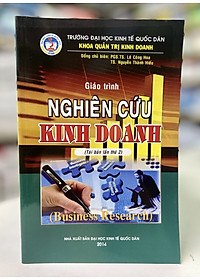 TRƯỜNG ĐẠI HỌC KINH TẾ QUỐC DÂN
KHOA QUẢN TRỊ KINH DOANH
Đồng chủ biên: PGS.TS. Lê Công Hoa
TS. Nguyễn Thành Hiếu
Giáo trình
NGHIÊN CỨU
KINH DOANH
(Tái bản lần thứ 2)
(Business Research)
NHÀ XUẤT BẢN ĐẠI HỌC KINH TẾ QUỐC DÂN
2014